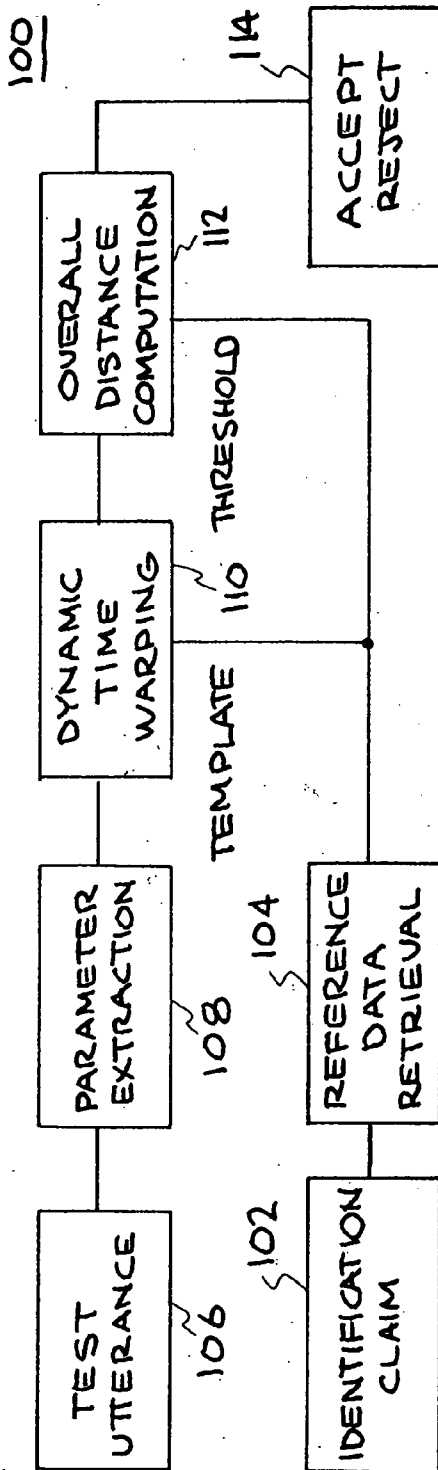 100
TEST
UTTERANCE
106
PARAMETER
EXTRACTION
108
DYNAMIC
TIME
WARPING
110
OVERALL
DISTANCE
COMPUTATION
112
TEMPLATE
THRESHOLD
IDENTIFICATION
CLAIM
102
REFERENCE
DATA
RETRIEVAL
104
ACCEPT
REJECT
114